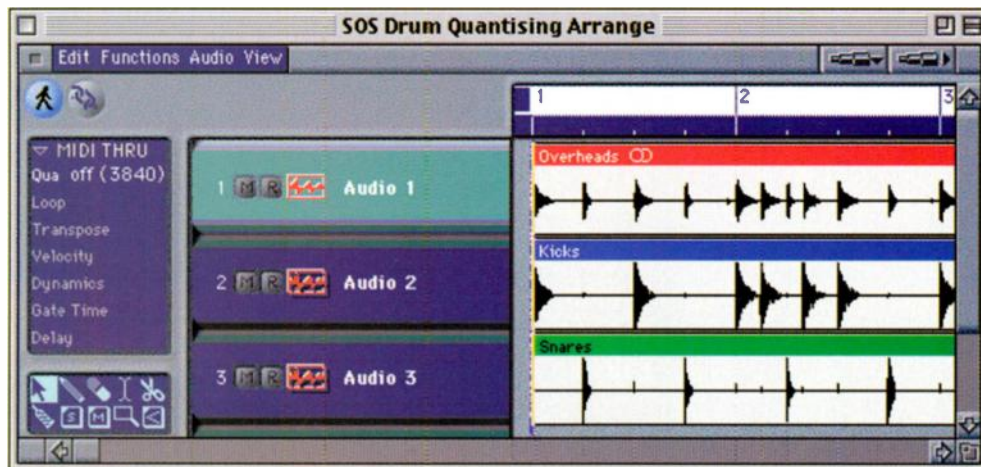 SOS Drum Quantising Arrange
Edit Functions Audio View
1 2 3
MIDI THRU
Qua off (3840)
Loop
Transpose
Velocity
Dynamics
Gate Time
Delay
1 M R Audio 1
2 M R Audio 2
3 M R Audio 3
Overheads
Kicks
Snares
S M